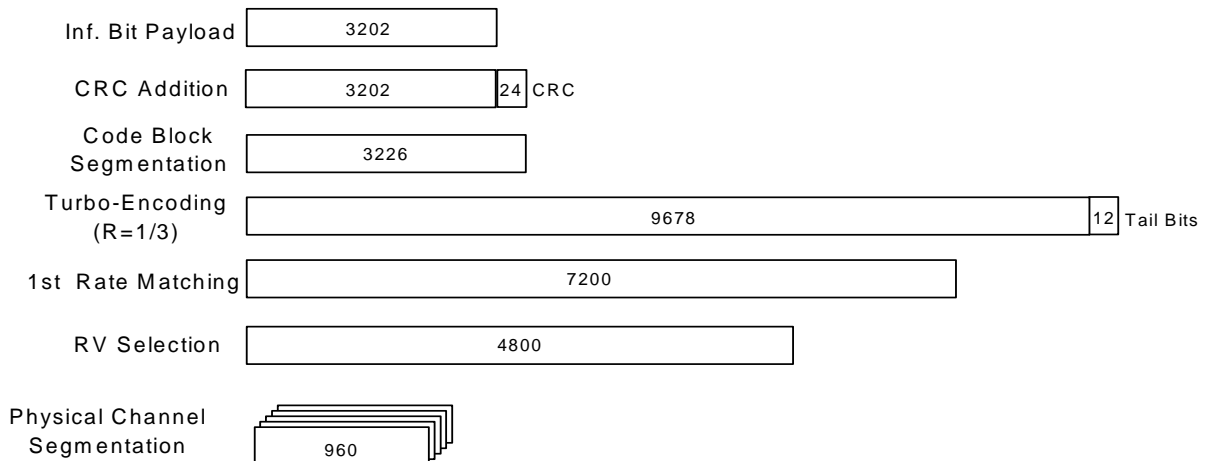 Inf. Bit Payload 3202
CRC Addition 3202 24 CRC
Code Block
Segmentation 3226
Turbo-Encoding
(R=1/3) 9678 12 Tail Bits
1st Rate Matching 7200
RV Selection 4800
Physical Channel
Segmentation 960